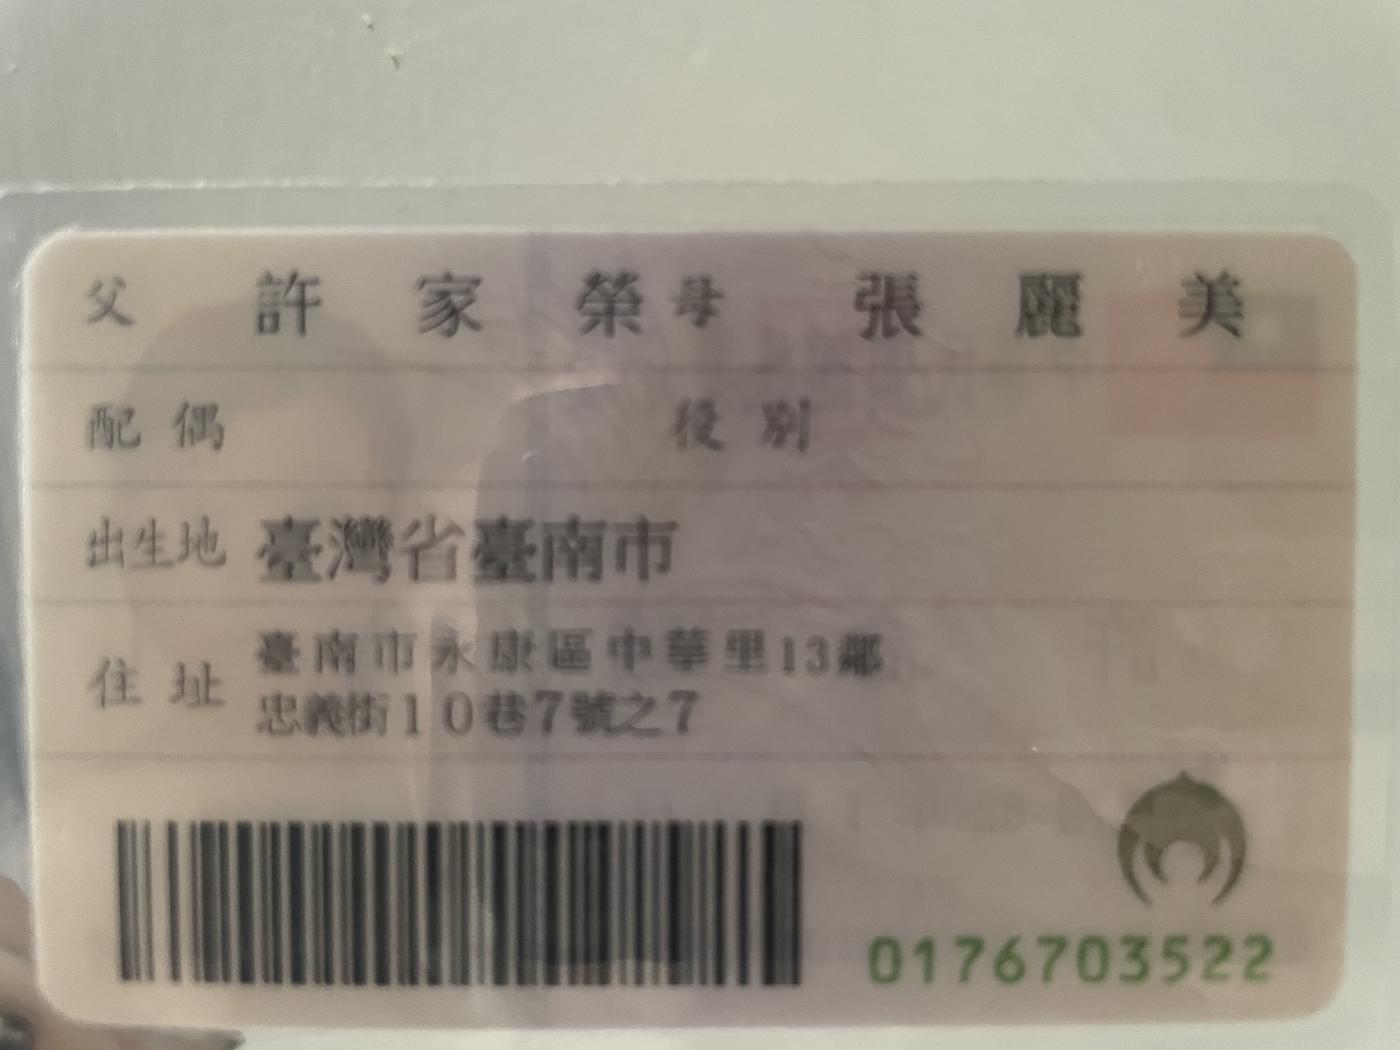 父 許家榮 母 張麗美
配偶 役別
出生地 臺灣省臺南市
住址 臺南市永康區中華里13鄰
忠義街10巷7號之7
0176703522